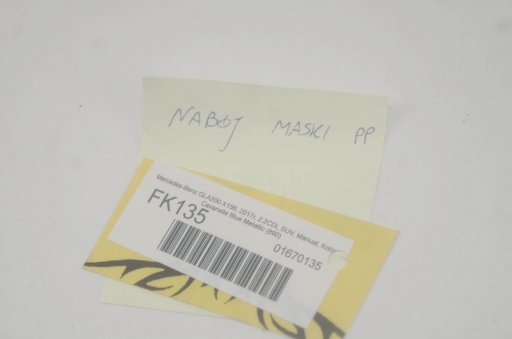 NABOJ MASKI PP
Mercedes-Benz GLA200 X156, 2017r, 2.2CDI, SUV, Manual, Kolor
Cavansite Blue Metallic (890)
FK135
01670135